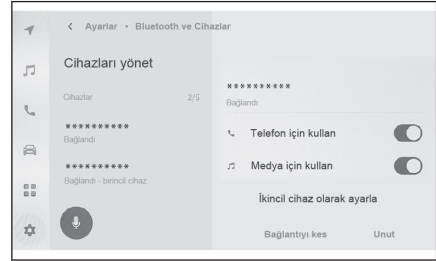 < Ayarlar • Bluetooth ve Cihazlar
Cihazları yönet
Cihazlar 2/5
**********
Bağlandı
**********
Bağlandı - birincil cihaz
**********
Bağlandı
Telefon için kullan
Medya için kullan
İkincil cihaz olarak ayarla
Bağlantıyı kes Unut